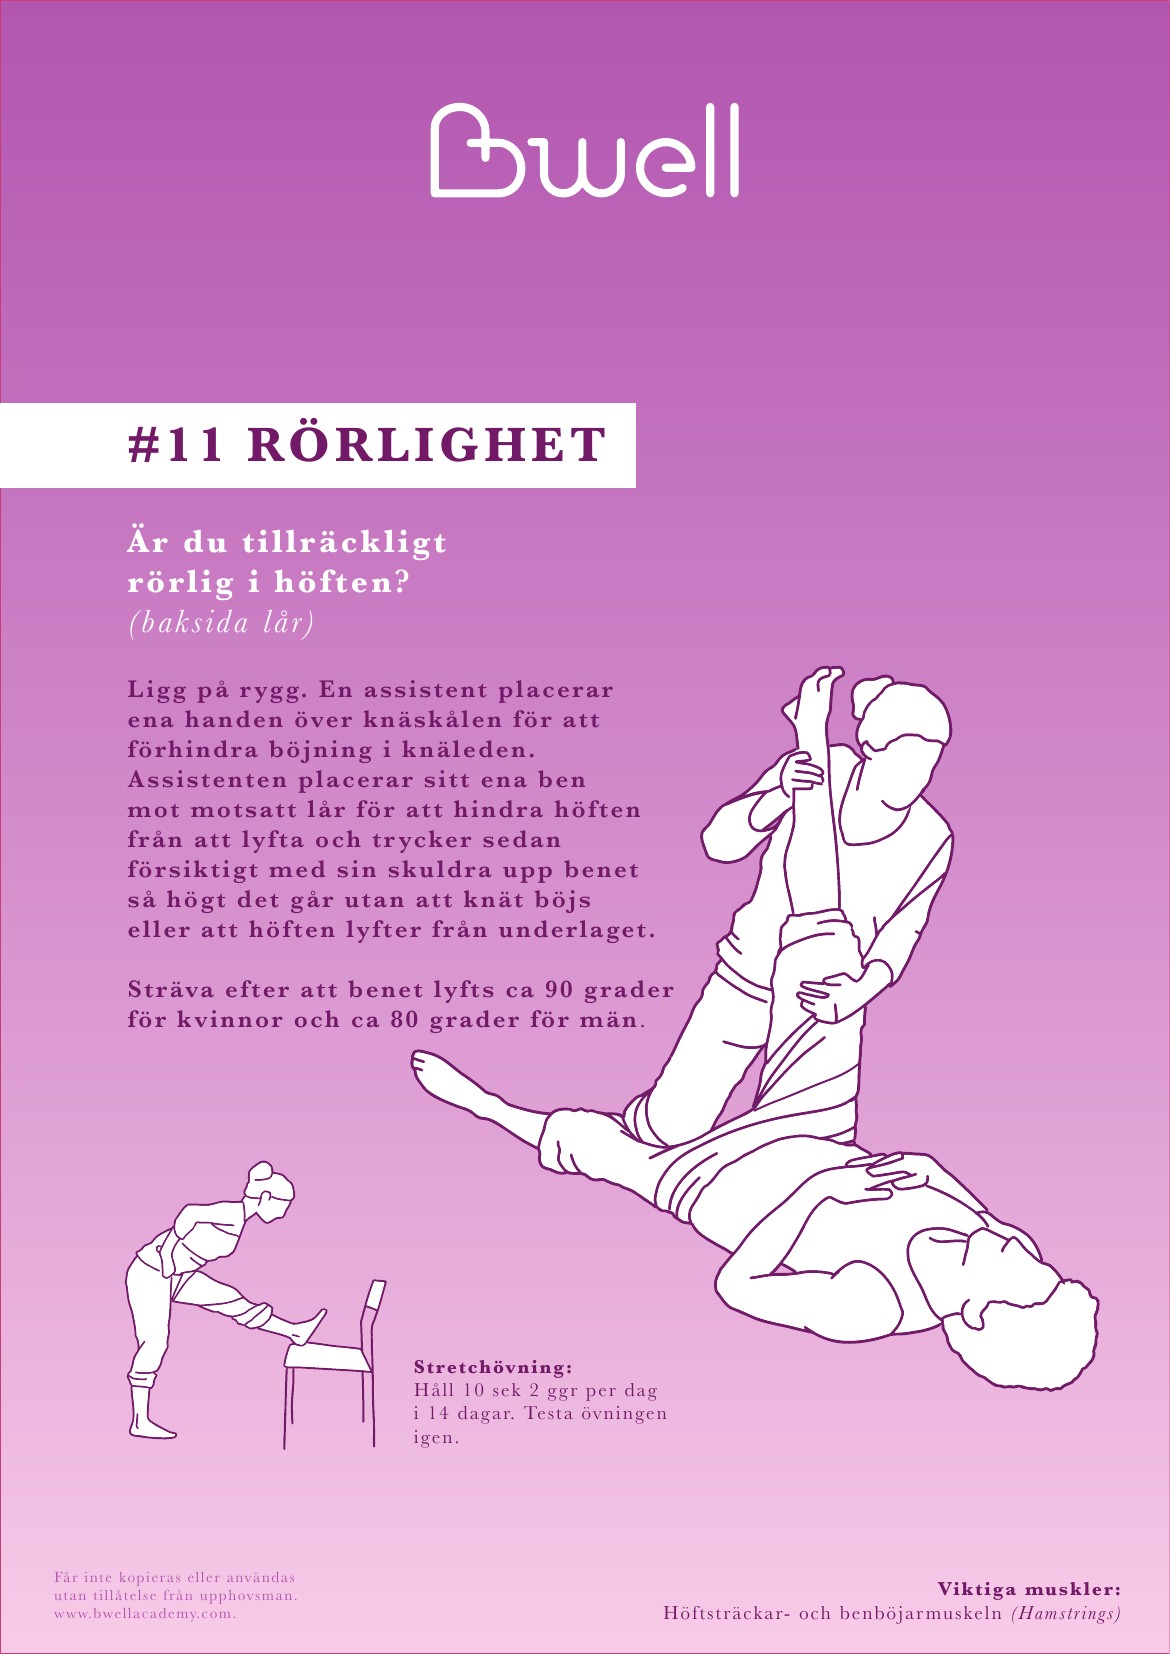 Bwell
#11 RÖRLIGHET
Är du tillräckligt
rörlig i höften?
(baksida lår)
Ligg på rygg. En assistent placerar
ena handen över knäskålen för att
förhindra böjning i knäleden.
Assistenten placerar sitt ena ben
mot motsatt lår för att hindra höften
från att lyfta och trycker sedan
försiktigt med sin skuldra upp benet
så högt det går utan att knät böjs
eller att höften lyfter från underlaget.
Sträva efter att benet lyfts ca 90 grader
för kvinnor och ca 80 grader för män.
Stretchövning:
Håll 10 sek 2 ggr per dag
i 14 dagar. Testa övningen
igen.
Får inte kopieras eller användas
utan tillåtelse från upphovsman.
www.bwellacademy.com.
Viktiga muskler:
Höftsträckar- och benböjarmuskeln (Hamstrings)